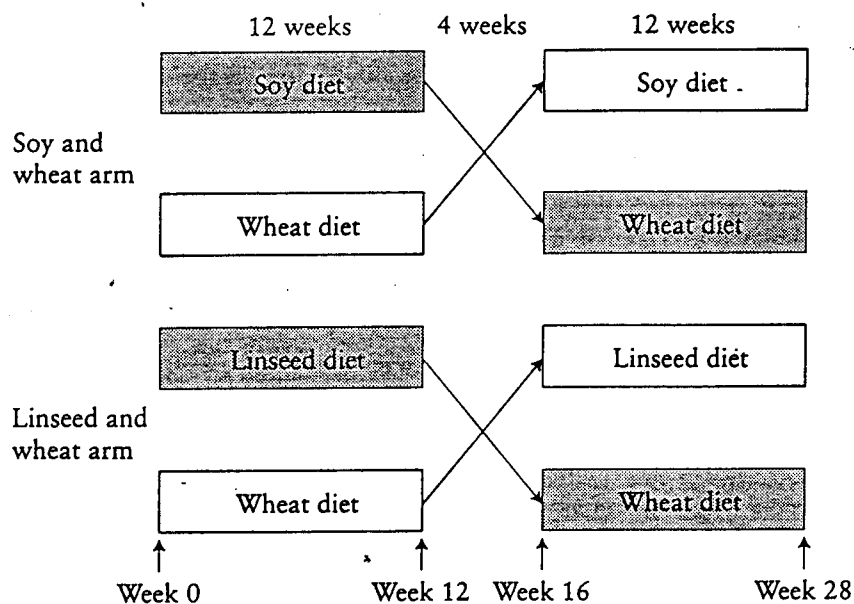 12 weeks 4 weeks 12 weeks
Soy diet Soy diet
Soy and
wheat arm
Wheat diet Wheat diet
Linseed diet Linseed diet
Linseed and
wheat arm
Wheat diet Wheat diet
Week 0 Week 12 Week 16 Week 28